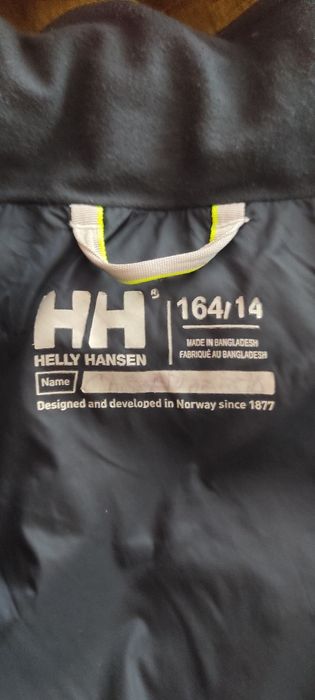 HH®
164/14
MADE IN BANGLADESH
FABRIQUÉ AU BANGLADESH
HELLY HANSEN
Name
Designed and developed in Norway since 1877